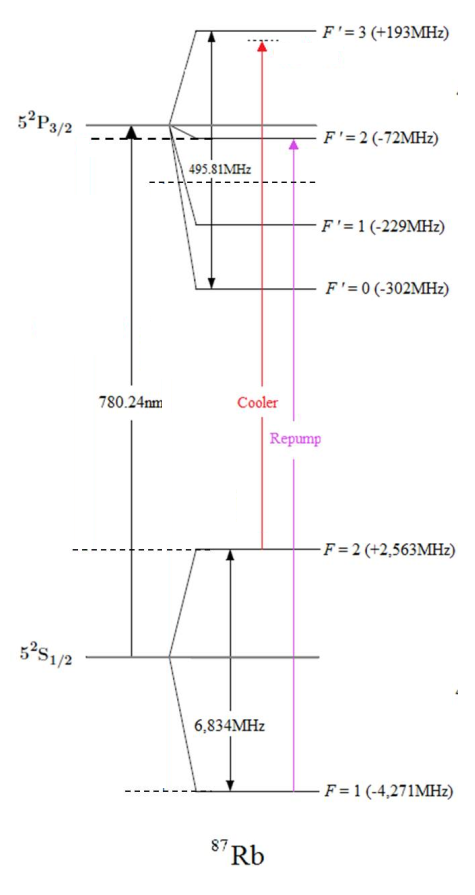 F ′ = 3 (+193MHz)
5²P₃/₂
F ′ = 2 (-72MHz)
495.81MHz
F ′ = 1 (-229MHz)
F ′ = 0 (-302MHz)
780.24nm
Cooler
Repump
F = 2 (+2,563MHz)
5²S₁/₂
6,834MHz
F = 1 (-4,271MHz)
⁸⁷Rb